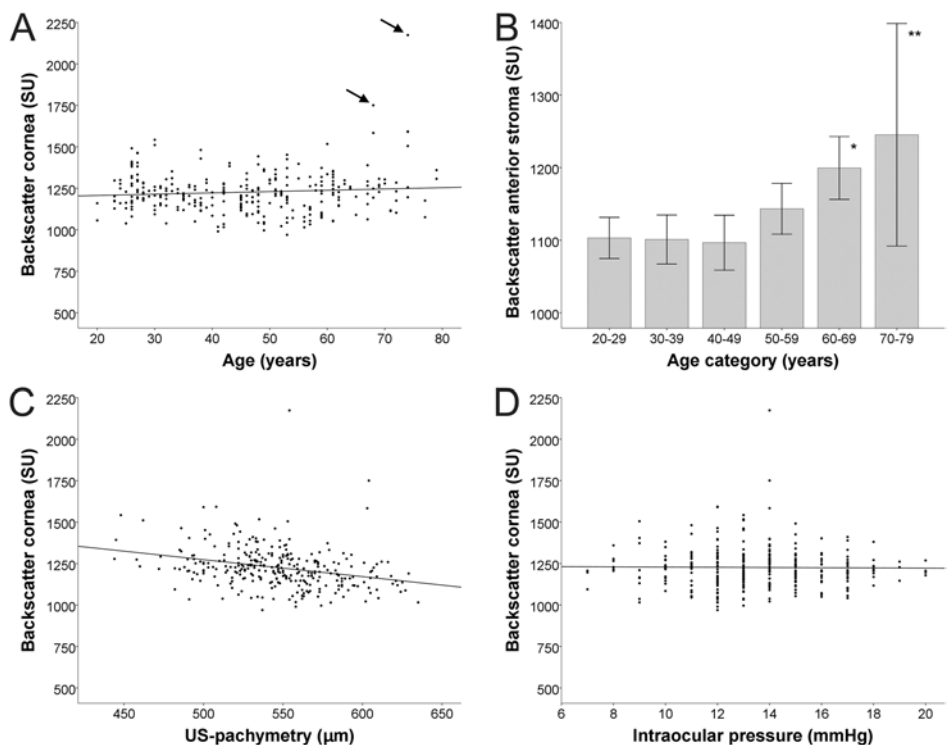 A
Backscatter cornea (SU)
2250
2000
1750
1500
1250
1000
750
500
20 30 40 50 60 70 80
Age (years)
B
Backscatter anterior stroma (SU)
1400
1300
1200
1100
1000
*
**
20-29 30-39 40-49 50-59 60-69 70-79
Age category (years)
C
Backscatter cornea (SU)
2250
2000
1750
1500
1250
1000
750
500
450 500 550 600 650
US-pachymetry (µm)
D
Backscatter cornea (SU)
2250
2000
1750
1500
1250
1000
750
500
6 8 10 12 14 16 18 20
Intraocular pressure (mmHg)